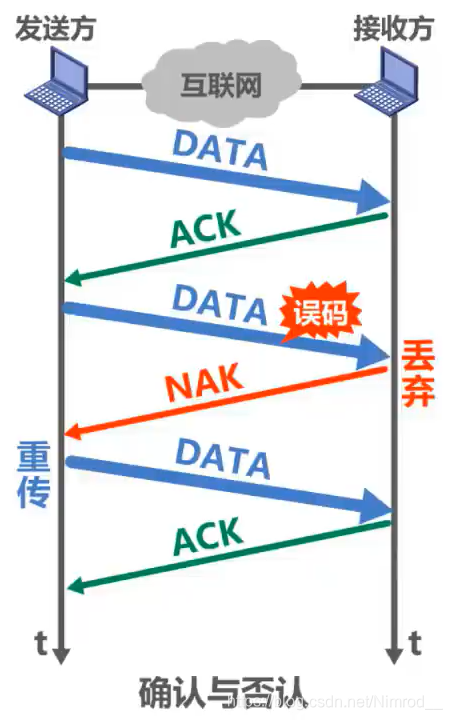 发送方
接收方
互联网
DATA
ACK
DATA
误码
丢弃
NAK
重传
DATA
ACK
t
t
确认与否认
https://blog.csdn.net/Nimrod__